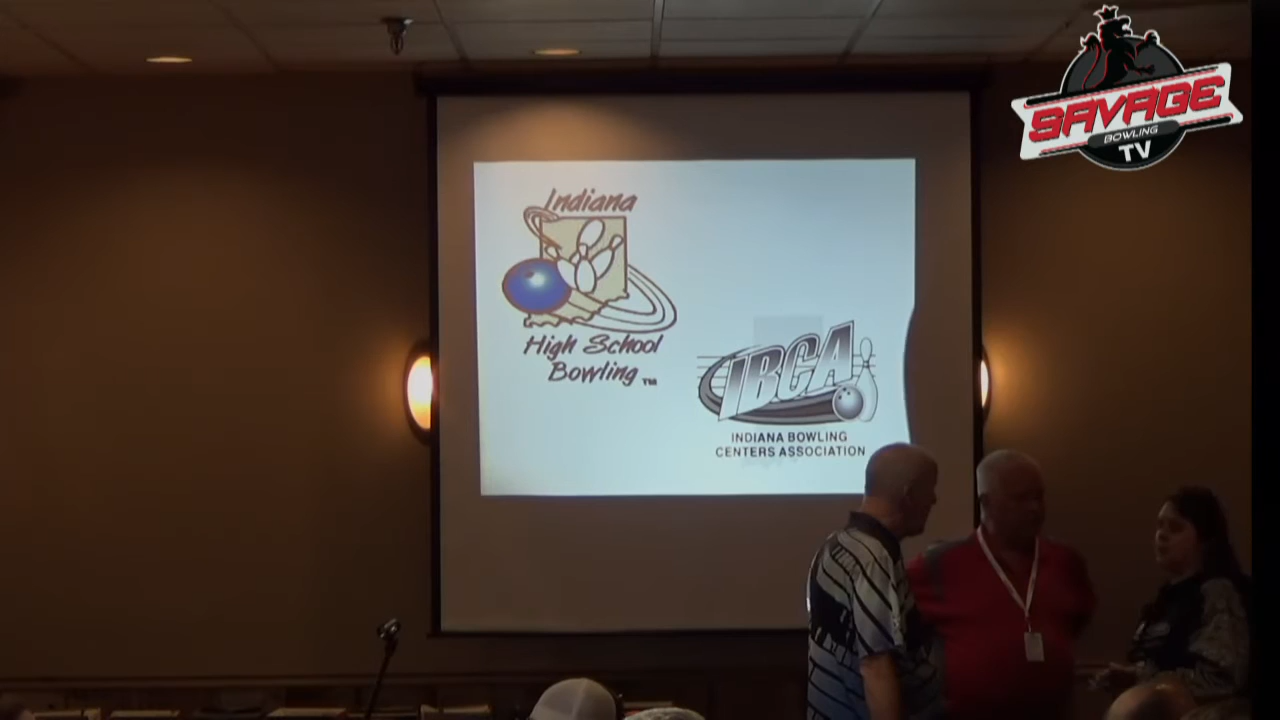 SAVAGE
BOWLING
TV
Indiana
High School
Bowling TM
IBCA
INDIANA BOWLING
CENTERS ASSOCIATION